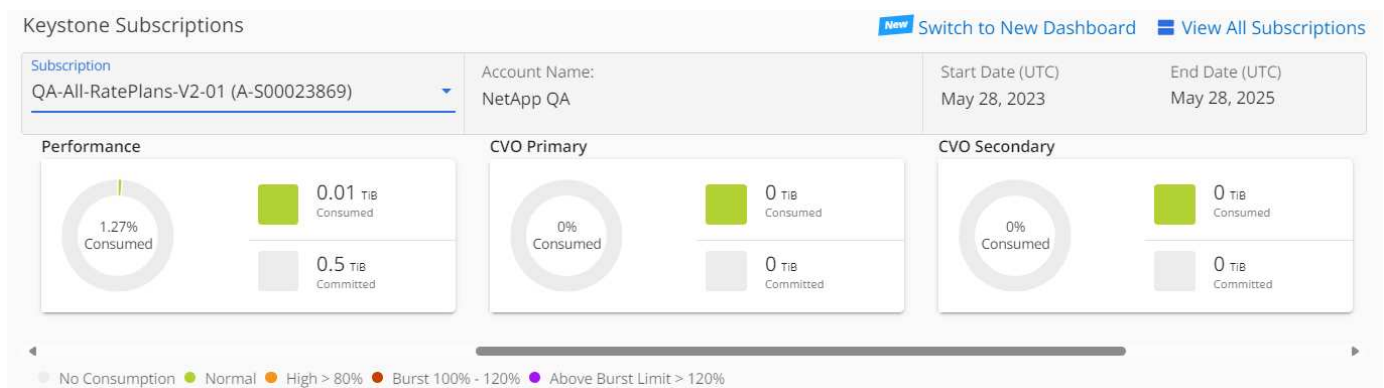 Keystone Subscriptions
New Switch to New Dashboard View All Subscriptions
Subscription
QA-All-RatePlans-V2-01 (A-S00023869)
Account Name:
NetApp QA
Start Date (UTC)
May 28, 2023
End Date (UTC)
May 28, 2025
Performance
1.27%
Consumed
0.01 TiB
Consumed
0.5 TiB
Committed
CVO Primary
0%
Consumed
0 TiB
Consumed
0 TiB
Committed
CVO Secondary
0%
Consumed
0 TiB
Consumed
0 TiB
Committed
No Consumption Normal High > 80% Burst 100% - 120% Above Burst Limit > 120%